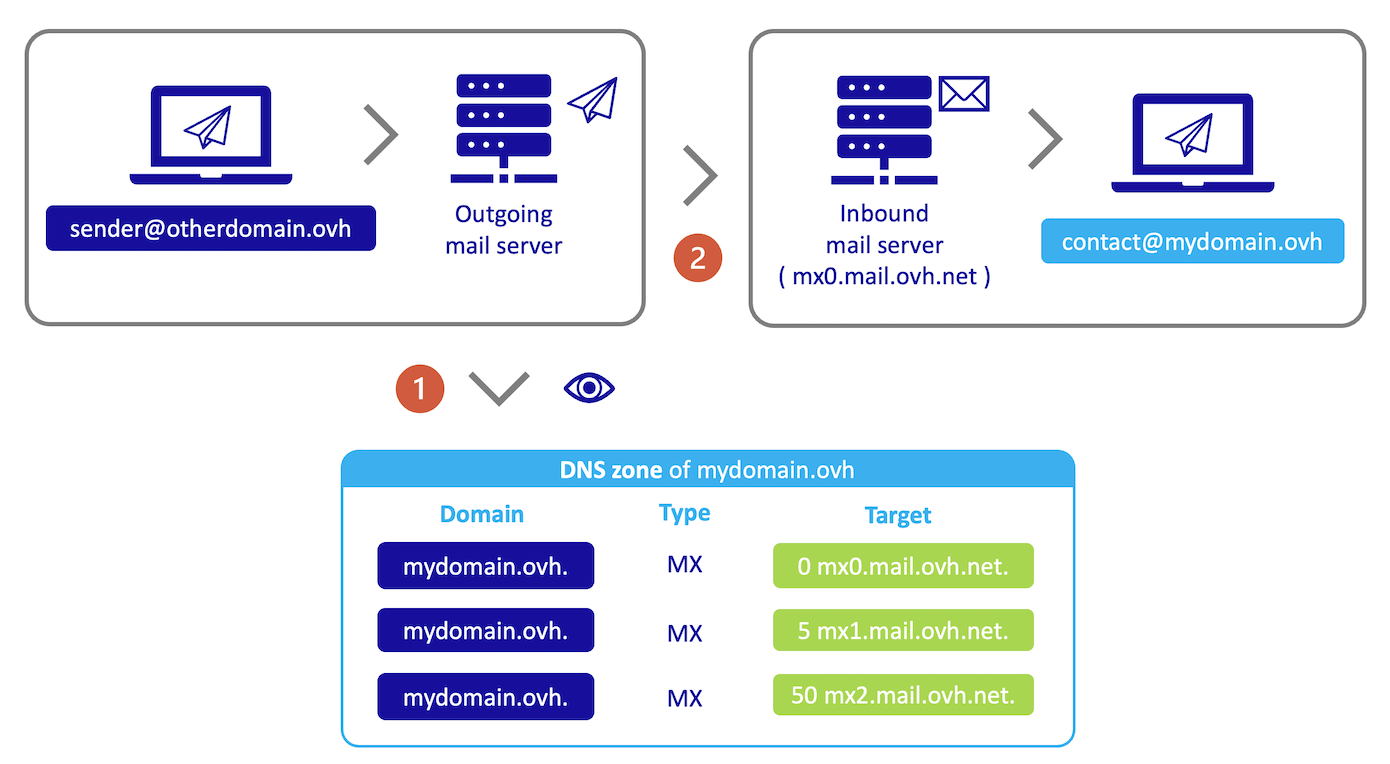 sender@otherdomain.ovh
Outgoing
mail server
2
Inbound
mail server
( mx0.mail.ovh.net )
contact@mydomain.ovh
1
DNS zone of mydomain.ovh
Domain Type Target
mydomain.ovh. MX 0 mx0.mail.ovh.net.
mydomain.ovh. MX 5 mx1.mail.ovh.net.
mydomain.ovh. MX 50 mx2.mail.ovh.net.